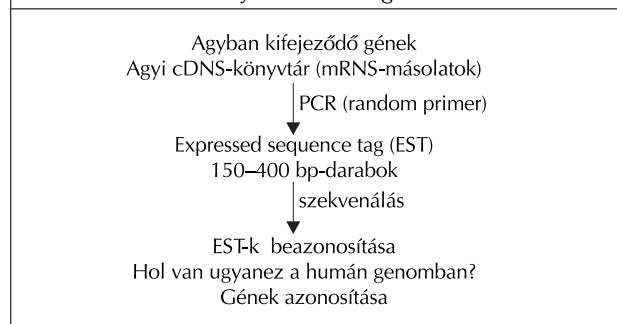 Agyban kifejeződő gének
Agyi cDNS-könyvtár (mRNS-másolatok)
PCR (random primer)
Expressed sequence tag (EST)
150–400 bp-darabok
szekvenálás
EST-k beazonosítása
Hol van ugyanez a humán genomban?
Gének azonosítása